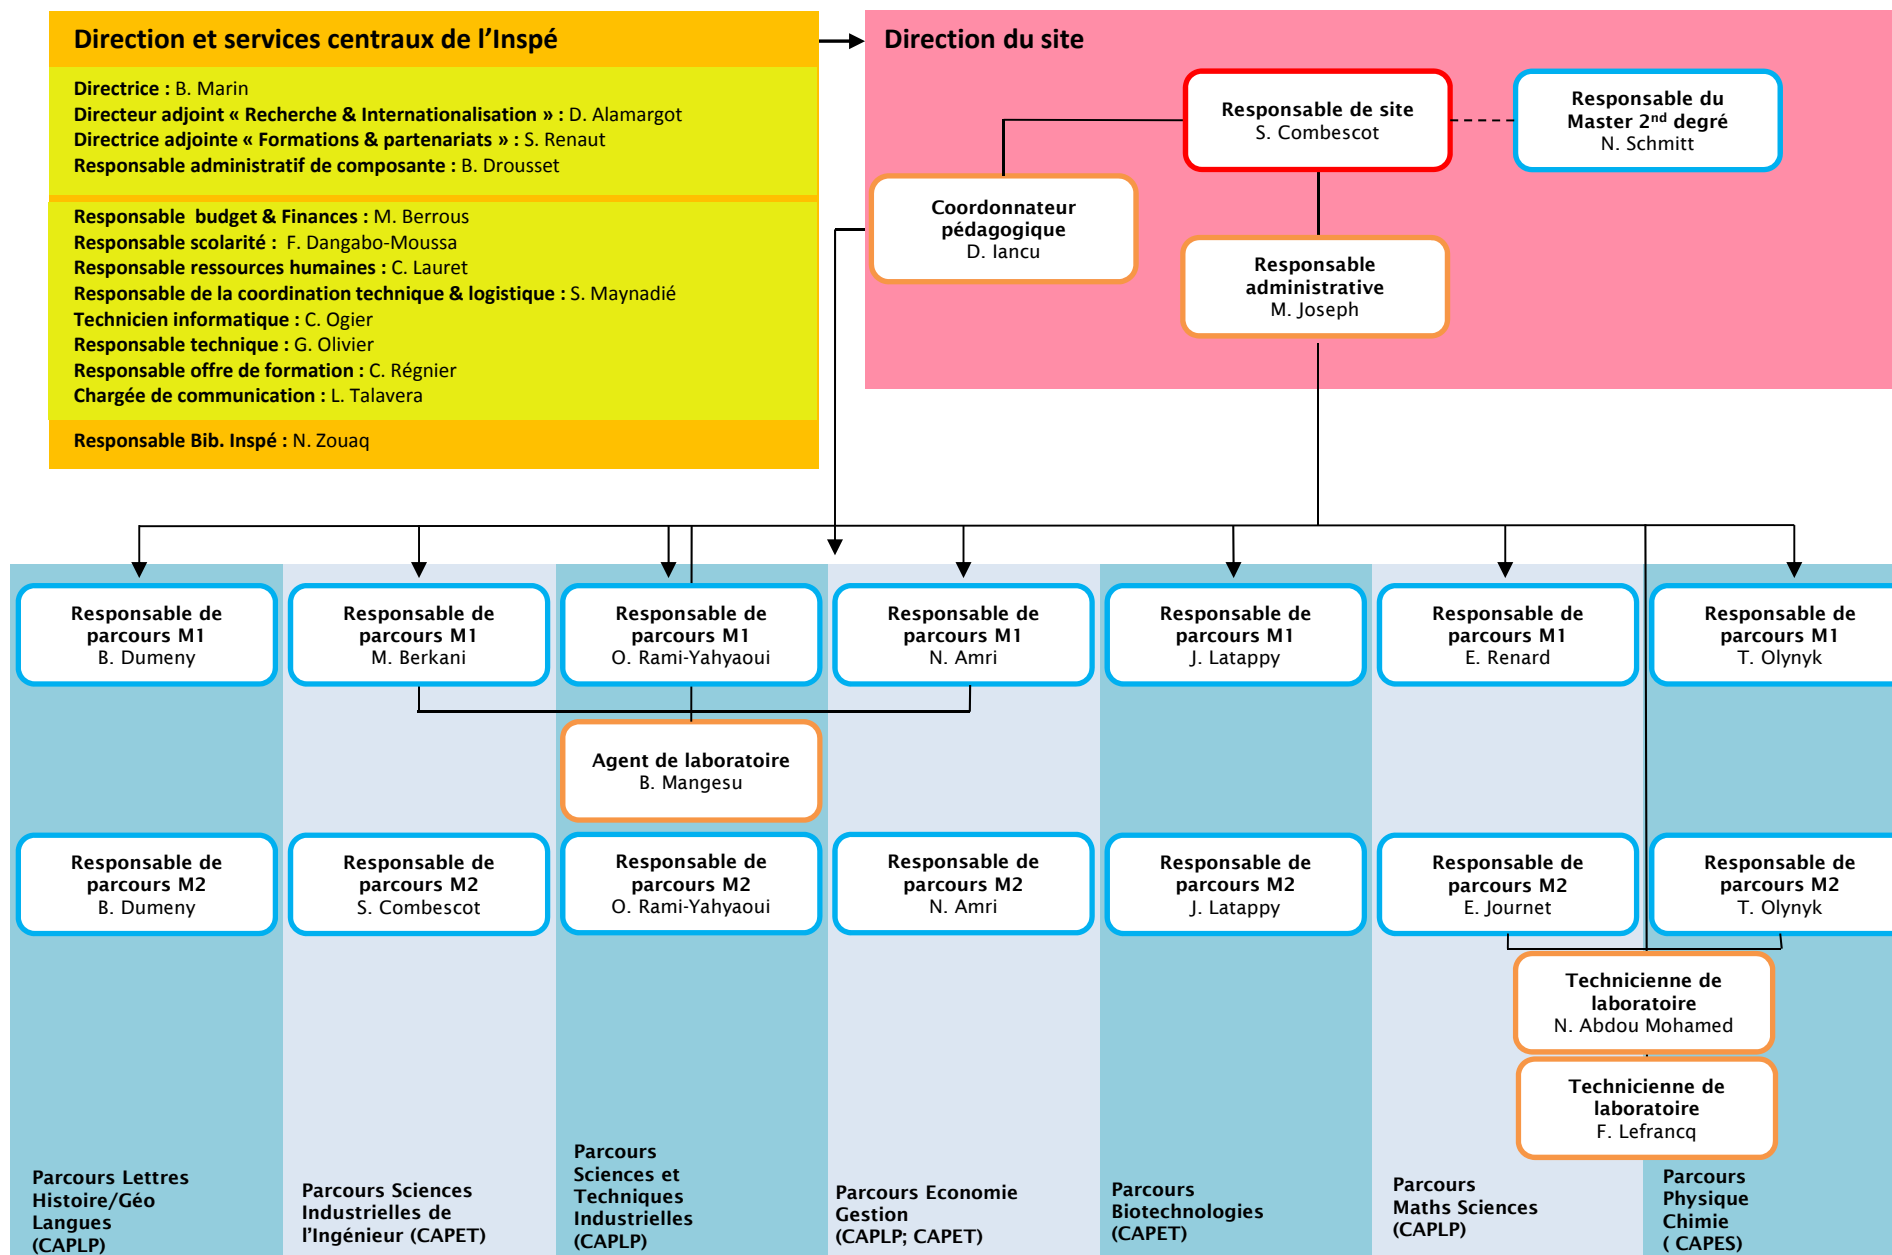 Direction et services centraux de l'Inspé
Directrice : B. Marin
Directeur adjoint « Recherche & Internationalisation » : D. Alamargot
Directrice adjointe « Formations & partenariats » : S. Renaut
Responsable administratif de composante : B. Drousset
Responsable budget & Finances : M. Berrous
Responsable scolarité : F. Dangabo-Moussa
Responsable ressources humaines : C. Lauret
Responsable de la coordination technique & logistique : S. Maynadié
Technicien informatique : C. Ogier
Responsable technique : G. Olivier
Responsable offre de formation : C. Régnier
Chargée de communication : L. Talavera
Responsable Bib. Inspé : N. Zouaq
Direction du site
Responsable de site
S. Combescot
Responsable du
Master 2nd degré
N. Schmitt
Coordonnateur
pédagogique
D. Iancu
Responsable
administrative
M. Joseph
Responsable de
parcours M1
B. Dumeny
Responsable de
parcours M1
M. Berkani
Responsable de
parcours M1
O. Rami-Yahyaoui
Responsable de
parcours M1
N. Amri
Responsable de
parcours M1
J. Latappy
Responsable de
parcours M1
E. Renard
Responsable de
parcours M1
T. Olynyk
Agent de laboratoire
B. Mangesu
Responsable de
parcours M2
B. Dumeny
Responsable de
parcours M2
S. Combescot
Responsable de
parcours M2
O. Rami-Yahyaoui
Responsable de
parcours M2
N. Amri
Responsable de
parcours M2
J. Latappy
Responsable de
parcours M2
E. Journet
Responsable de
parcours M2
T. Olynyk
Technicienne de
laboratoire
N. Abdou Mohamed
Technicienne de
laboratoire
F. Lefrancq
Parcours Lettres
Histoire/Géo
Langues
(CAPLP)
Parcours Sciences
Industrielles de
l'Ingénieur (CAPET)
Parcours
Sciences et
Techniques
Industrielles
(CAPLP)
Parcours Economie
Gestion
(CAPLP; CAPET)
Parcours
Biotechnologies
(CAPET)
Parcours
Maths Sciences
(CAPLP)
Parcours
Physique
Chimie
( CAPES)